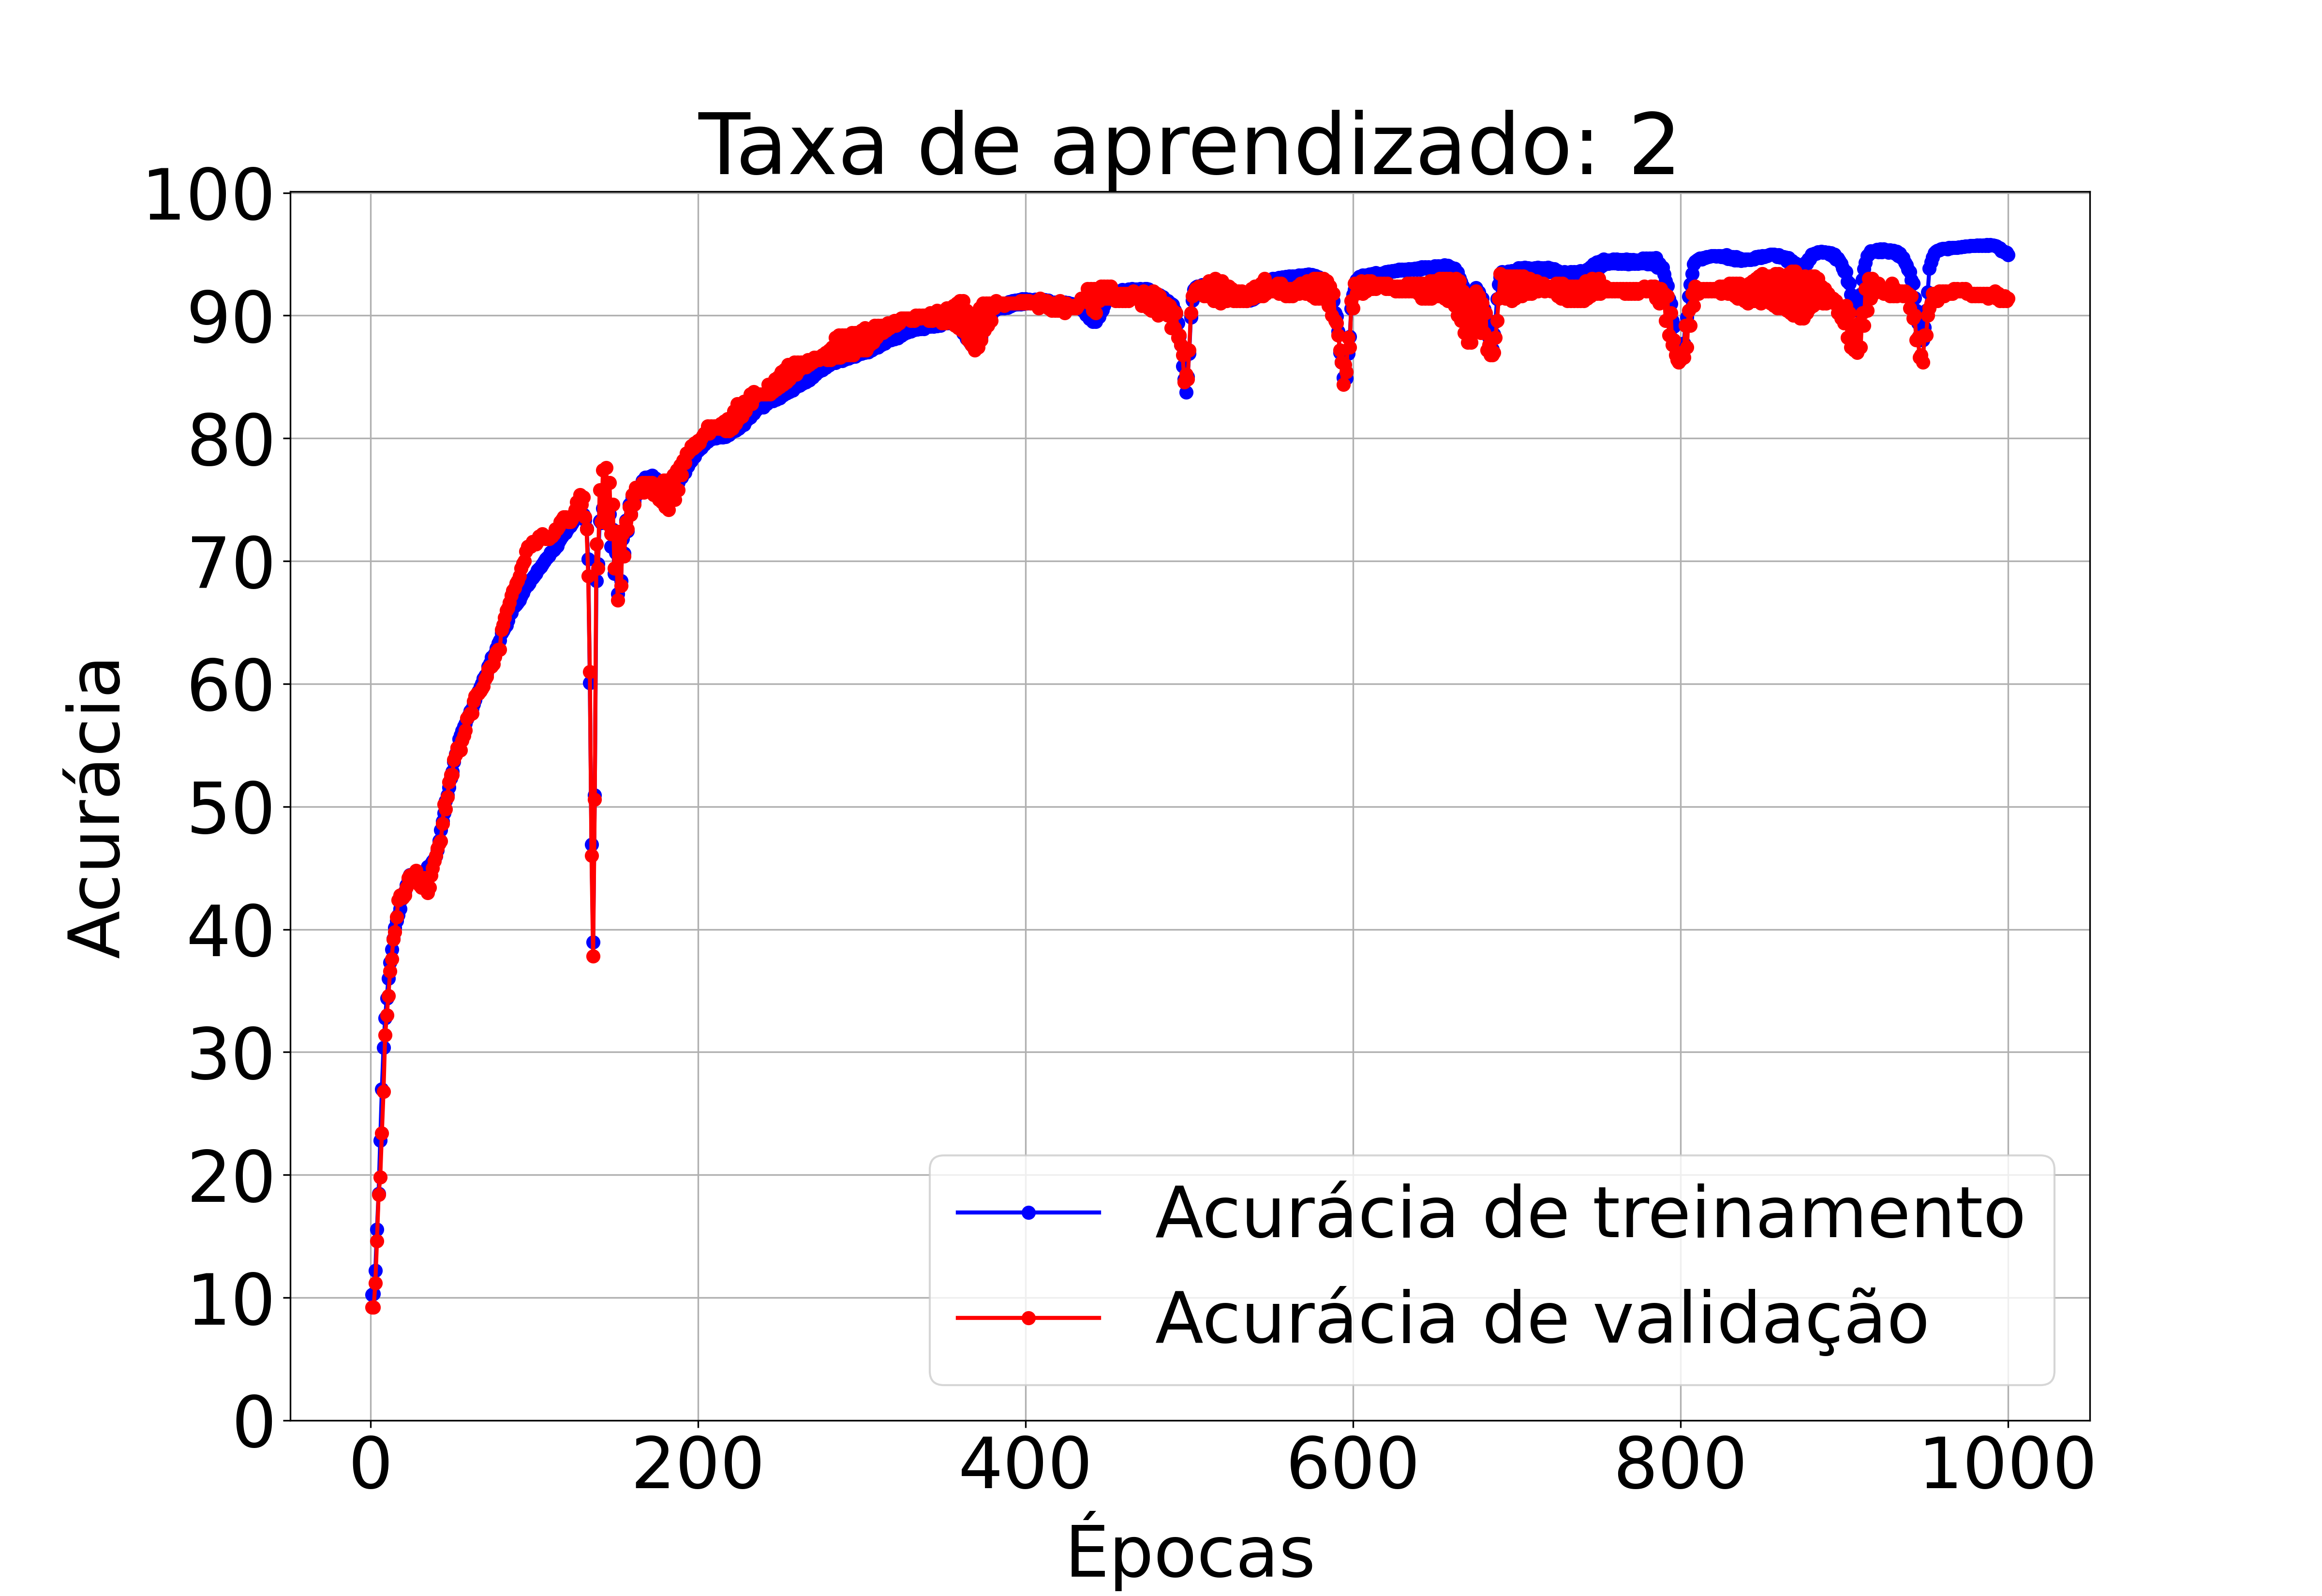 Taxa de aprendizado: 2
100
90
80
70
60
50
40
30
20
10
0
Acurácia
Acurácia de treinamento
Acurácia de validação
0 200 400 600 800 1000
Épocas